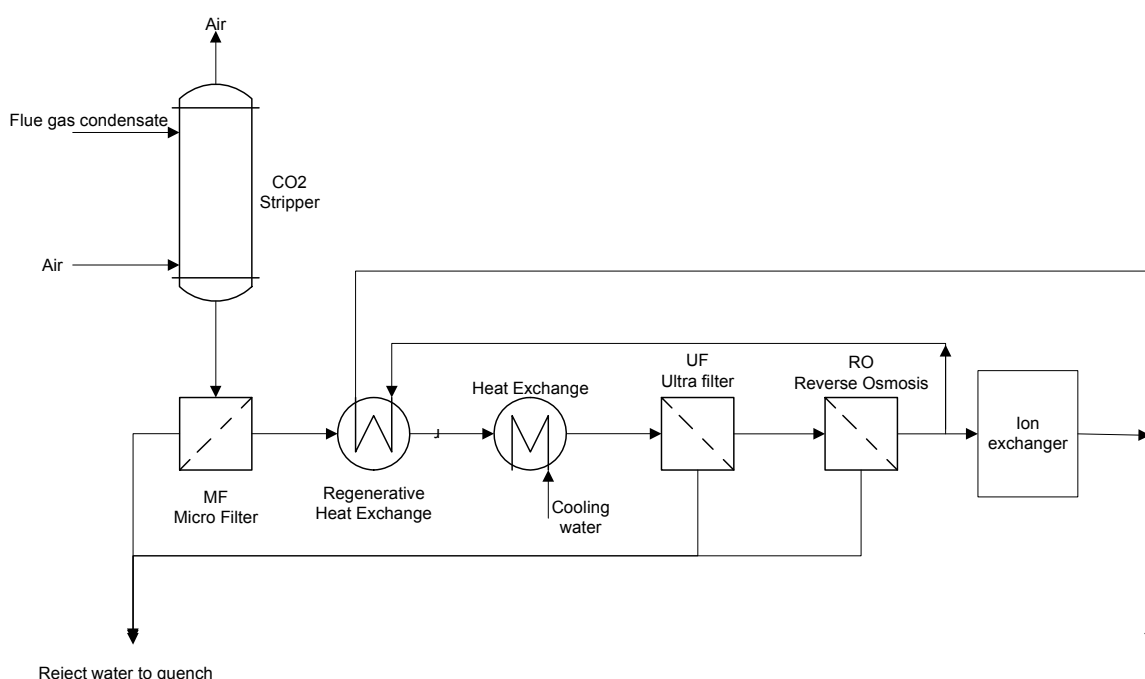 Air
Flue gas condensate
CO2
Stripper
Air
MF
Micro Filter
Regenerative
Heat Exchange
Heat Exchange
Cooling
water
UF
Ultra filter
RO
Reverse Osmosis
Ion
exchanger
Reject water to quench